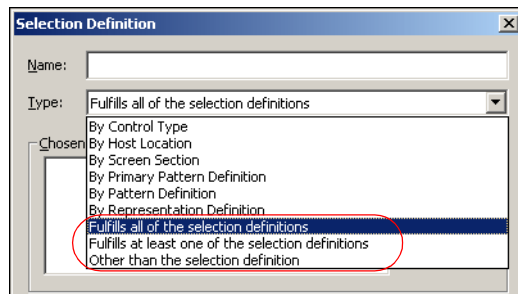 Selection Definition
Name:
Type: Fulfills all of the selection definitions
By Control Type
Chosen By Host Location
By Screen Section
By Primary Pattern Definition
By Pattern Definition
By Representation Definition
Fulfills all of the selection definitions
Fulfills at least one of the selection definitions
Other than the selection definition